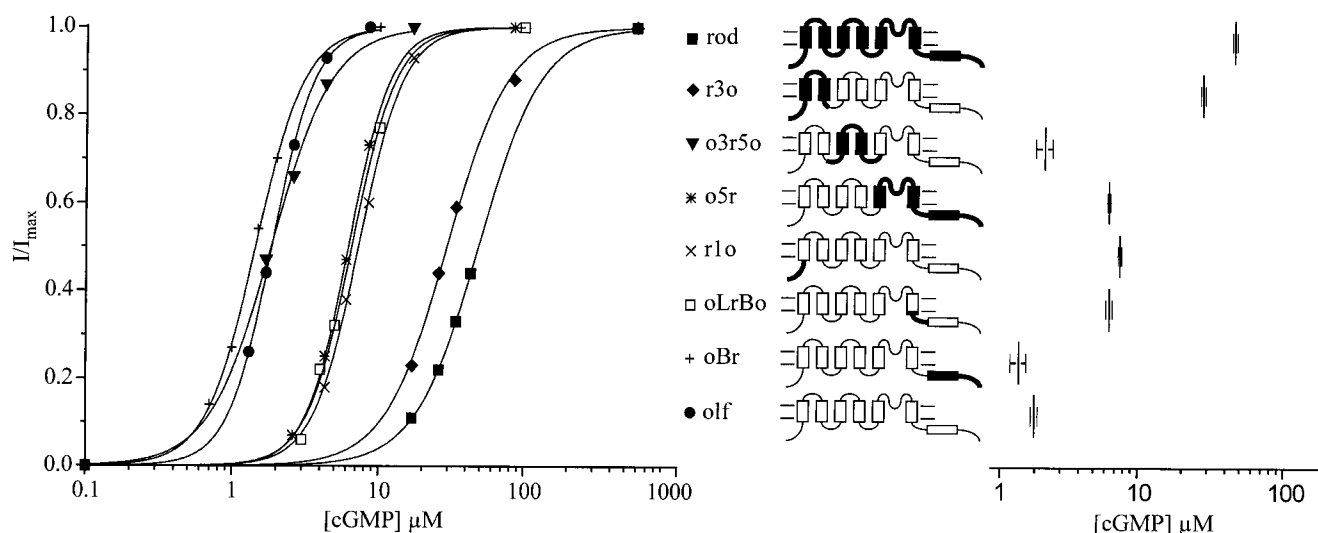 1.0
0.8
0.6
0.4
0.2
0.0
I/Imax
0.1 1 10 100 1000
[cGMP] µM
rod
r3o
o3r5o
o5r
r1o
oLrBo
oBr
olf
1 10 100
[cGMP] µM